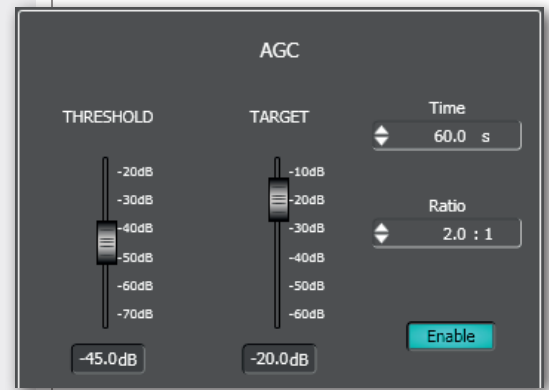 AGC
THRESHOLD
-20dB
-30dB
-40dB
-50dB
-60dB
-70dB
-45.0dB
TARGET
-10dB
-20dB
-30dB
-40dB
-50dB
-60dB
-20.0dB
Time
60.0 s
Ratio
2.0 : 1
Enable